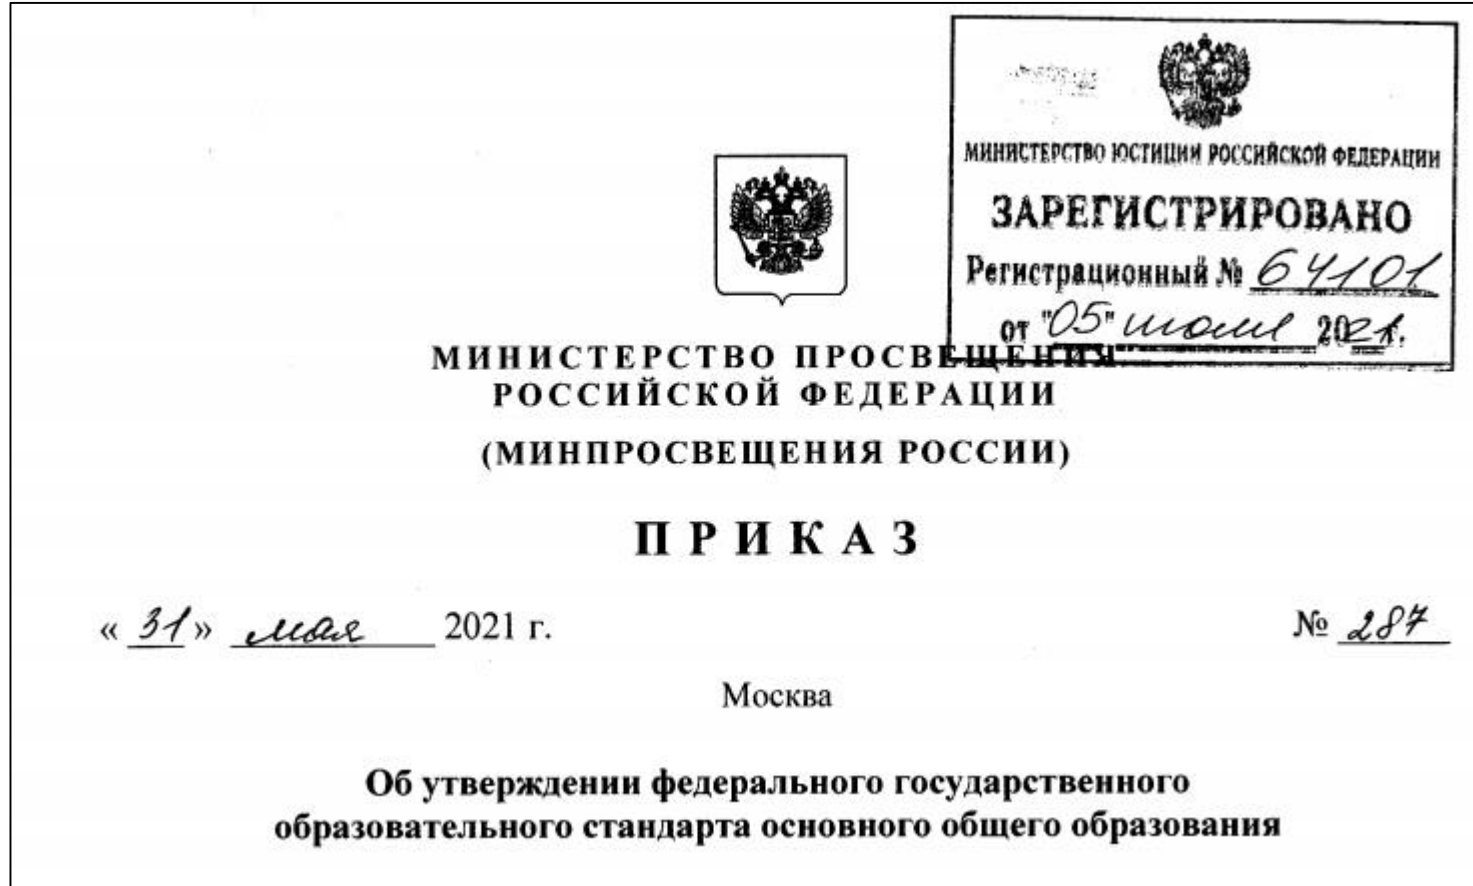 МИНИСТЕРСТВО ЮСТИЦИИ РОССИЙСКОЙ ФЕДЕРАЦИИ
ЗАРЕГИСТРИРОВАНО
Регистрационный № 64101
от "05" июля 2021 г.
МИНИСТЕРСТВО ПРОСВЕЩЕНИЯ
РОССИЙСКОЙ ФЕДЕРАЦИИ
(МИНПРОСВЕЩЕНИЯ РОССИИ)
ПРИКАЗ
« 31 » мая 2021 г.
№ 287
Москва
Об утверждении федерального государственного
образовательного стандарта основного общего образования